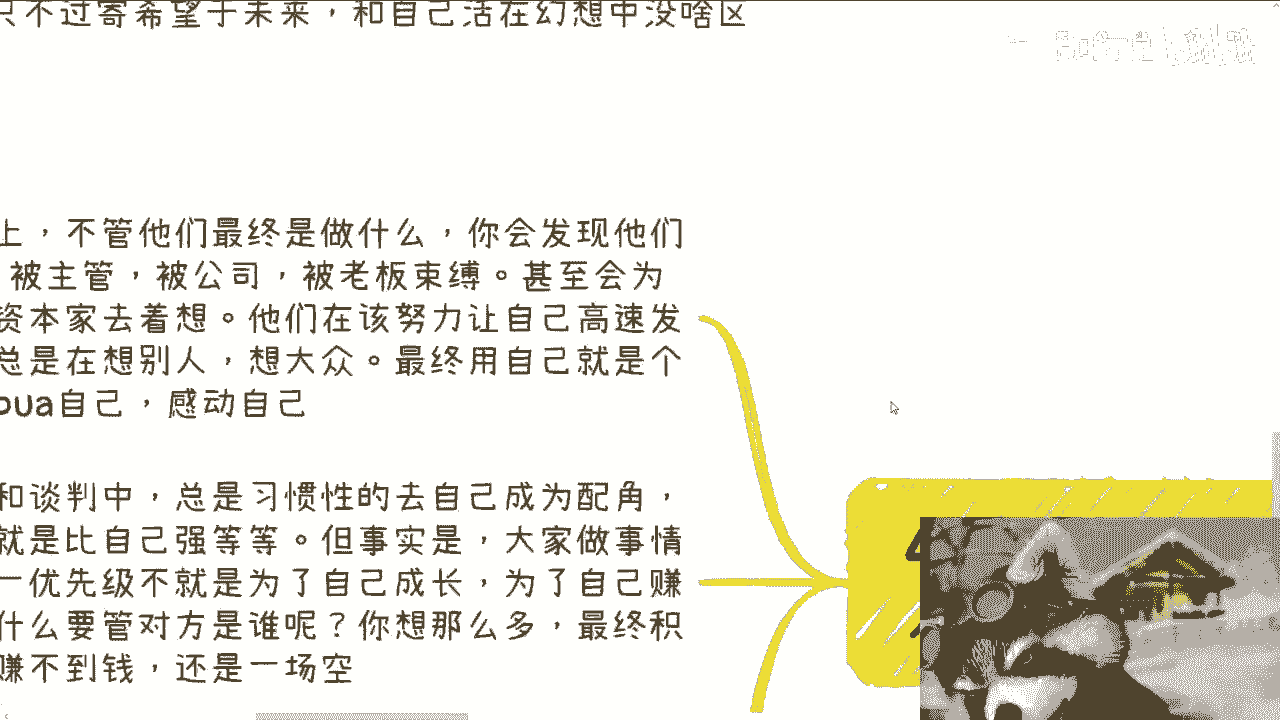 只不过寄希望于未来，和自己活在幻想中没啥区
上，不管他们最终是做什么，你会发现他们
被主管，被公司，被老板束缚。甚至会为
资本家去着想。他们在该努力让自己高速发
总是在想别人，想大众。最终用自己就是个
pua自己，感动自己
和谈判中，总是习惯性的去自己成为配角，
就是比自己强等等。但事实是，大家做事情
一优先级不就是为了自己成长，为了自己赚
什么要管对方是谁呢？你想那么多，最终积
赚不到钱，还是一场空
4